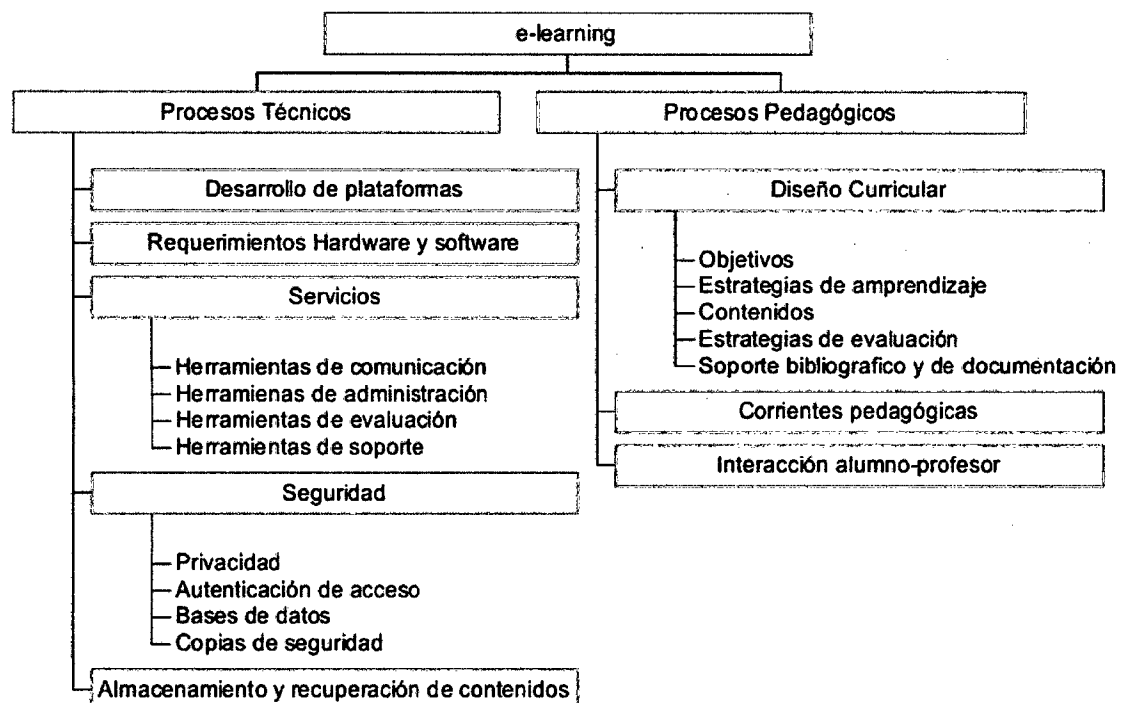 e-learning
Procesos Técnicos
Desarrollo de plataformas
Requerimientos Hardware y software
Servicios
Herramientas de comunicación
Herramienas de administración
Herramientas de evaluación
Herramientas de soporte
Seguridad
Privacidad
Autenticación de acceso
Bases de datos
Copias de seguridad
Almacenamiento y recuperación de contenidos
Procesos Pedagógicos
Diseño Curricular
Objetivos
Estrategias de amprendizaje
Contenidos
Estrategias de evaluación
Soporte bibliografico y de documentación
Corrientes pedagógicas
Interacción alumno-profesor